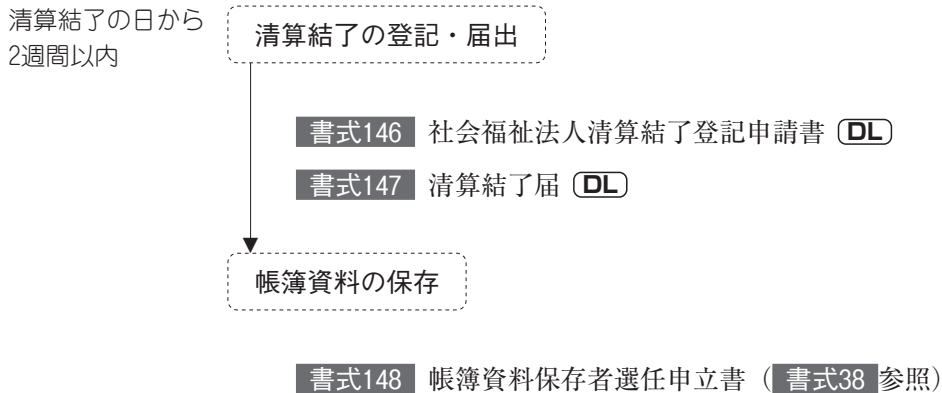 清算結了の日から
2週間以内
清算結了の登記・届出
書式146 社会福祉法人清算結了登記申請書 DL
書式147 清算結了届 DL
帳簿資料の保存
書式148 帳簿資料保存者選任申立書（書式38参照）